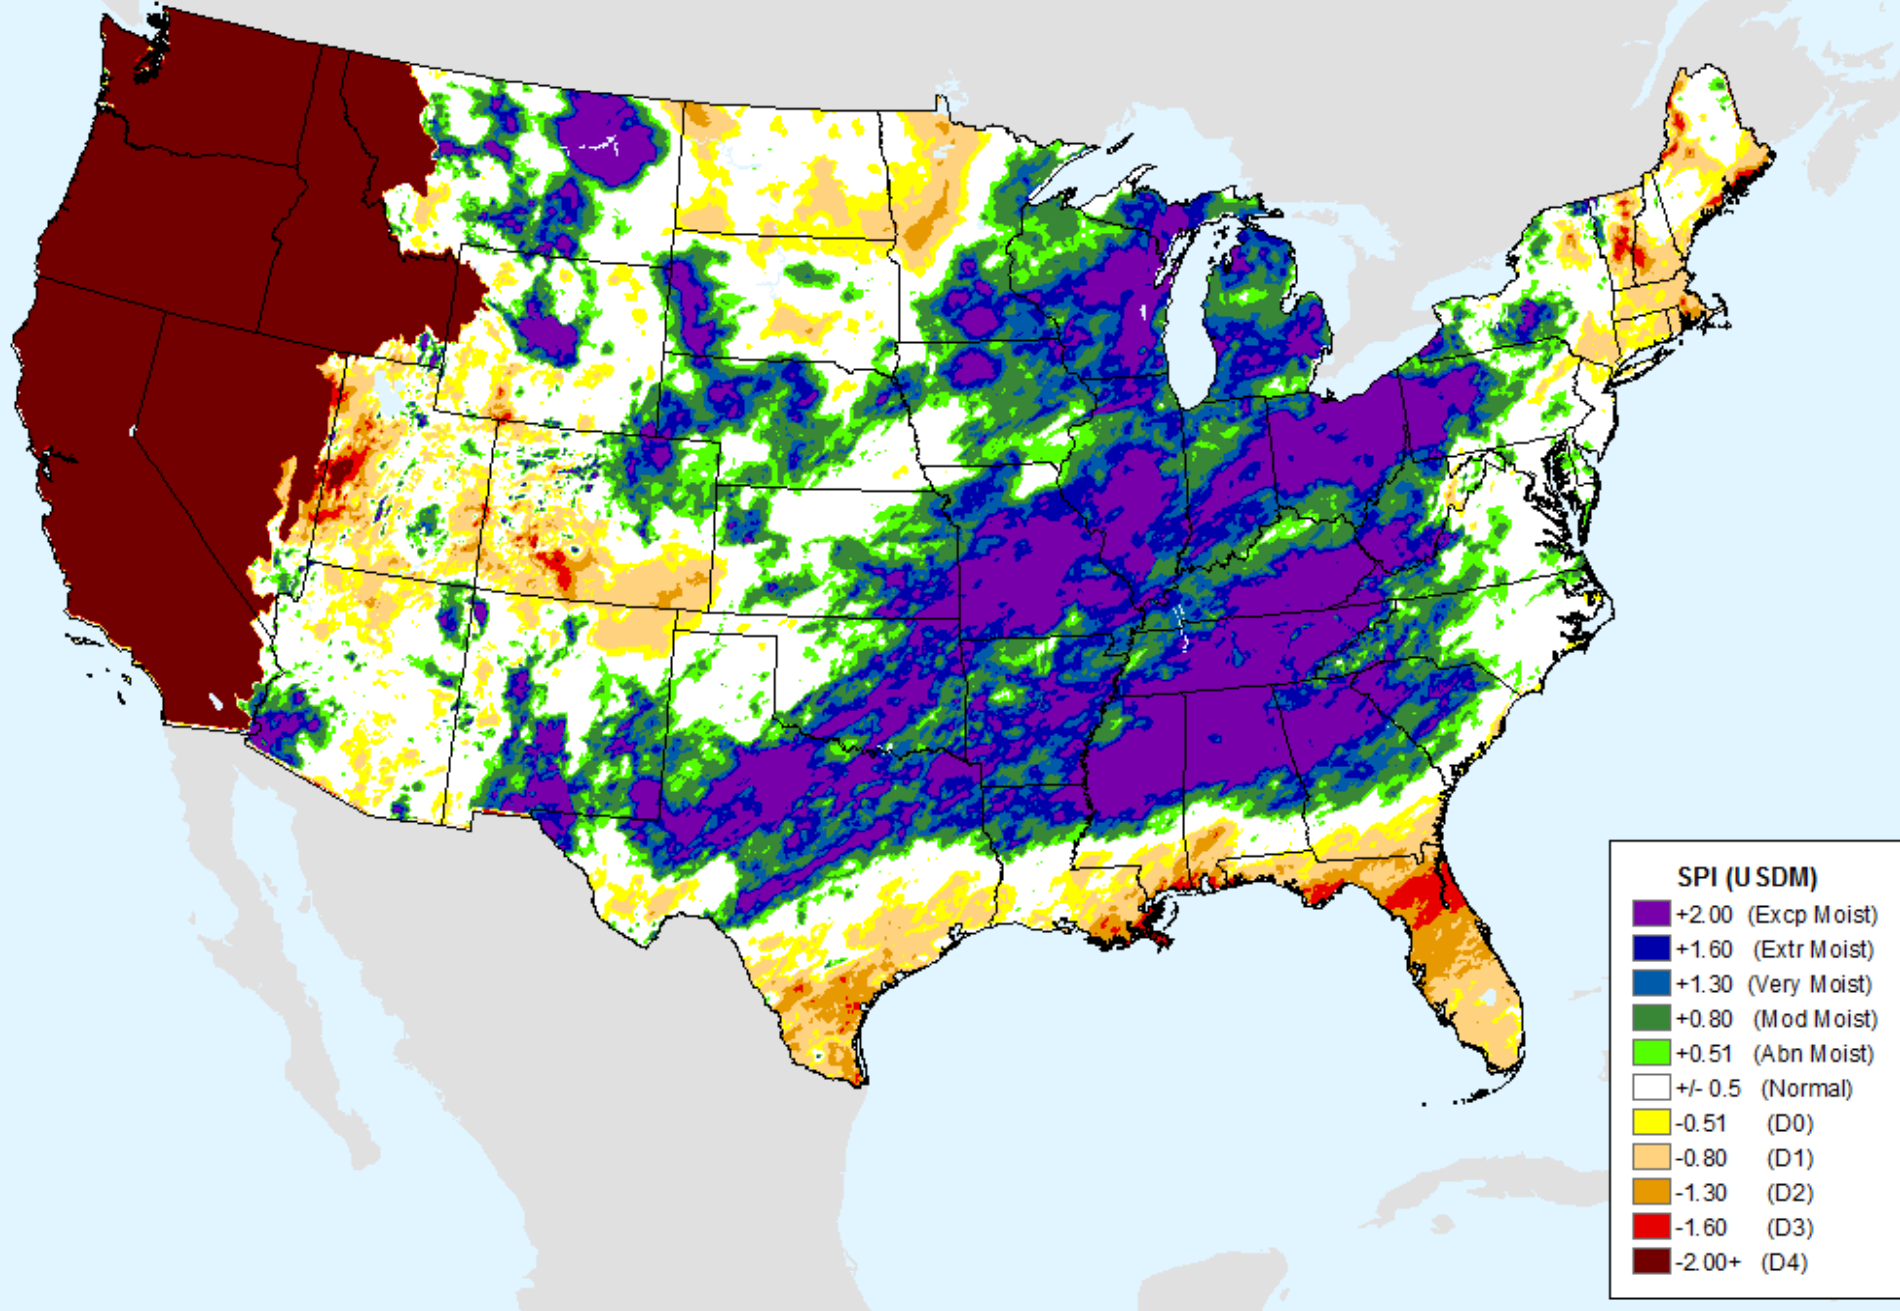 SPI (USDM)
+2.00 (Excp Moist)
+1.60 (Extr Moist)
+1.30 (Very Moist)
+0.80 (Mod Moist)
+0.51 (Abn Moist)
+/- 0.5 (Normal)
-0.51 (D0)
-0.80 (D1)
-1.30 (D2)
-1.60 (D3)
-2.00+ (D4)